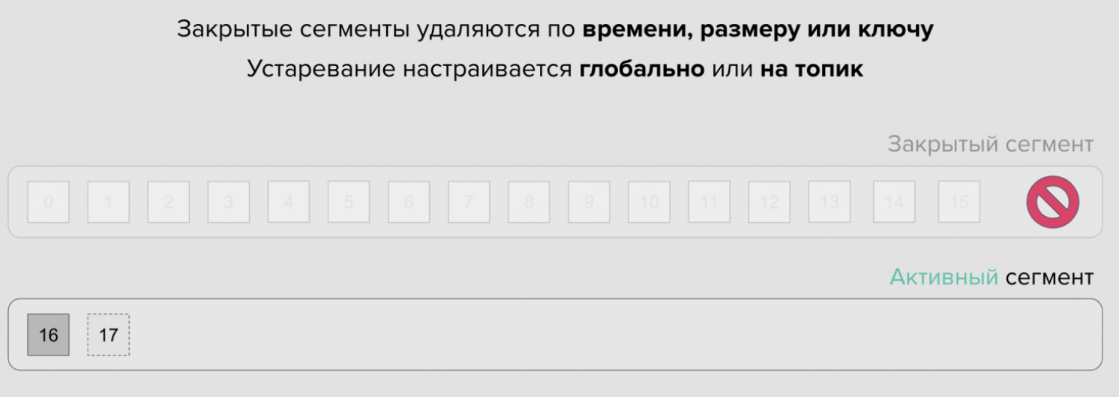 Закрытые сегменты удаляются по времени, размеру или ключу
Устаревание настраивается глобально или на топик
Закрытый сегмент
0 1 2 3 4 5 6 7 8 9 10 11 12 13 14 15
Активный сегмент
16 17